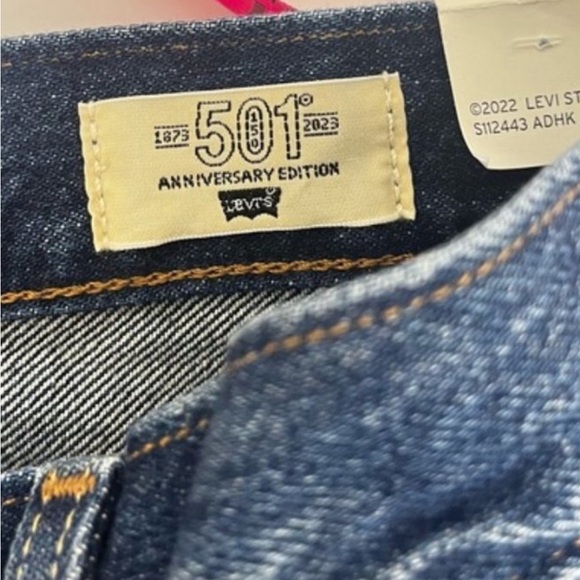 1873 501® 150 2023
ANNIVERSARY EDITION
Levi's
©2022 LEVI ST
S112443 ADHK